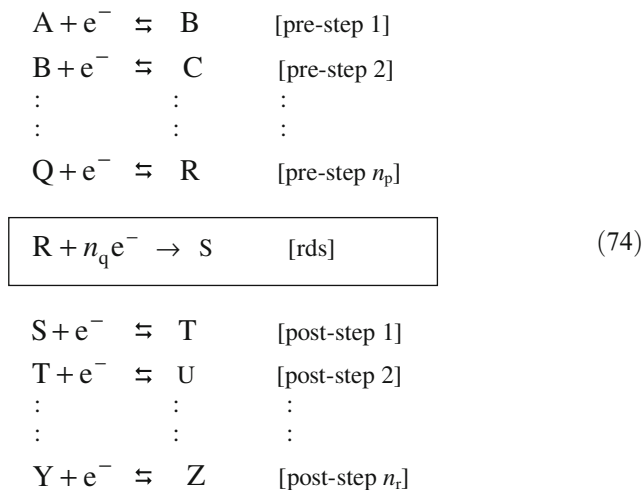 A + e⁻ ⇆ B [pre-step 1]
B + e⁻ ⇆ C [pre-step 2]
: : :
: : :
Q + e⁻ ⇆ R [pre-step nₚ]
R + n_q e⁻ → S [rds] (74)
S + e⁻ ⇆ T [post-step 1]
T + e⁻ ⇆ U [post-step 2]
: : :
: : :
Y + e⁻ ⇆ Z [post-step nᵣ]